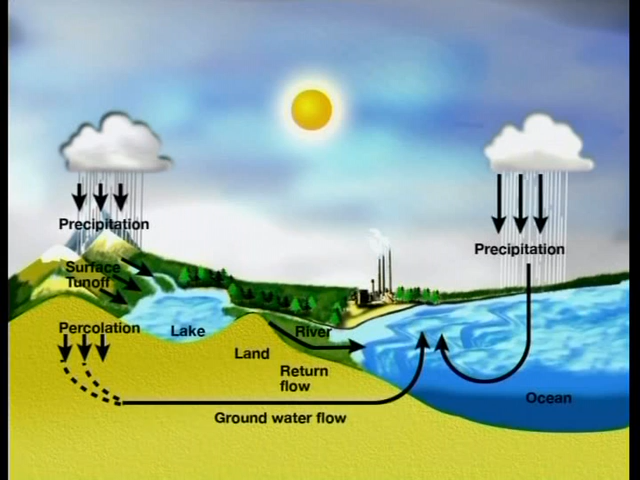 Precipitation
Precipitation
Surface
Tunoff
Percolation
Lake
River
Land
Return
flow
Ocean
Ground water flow